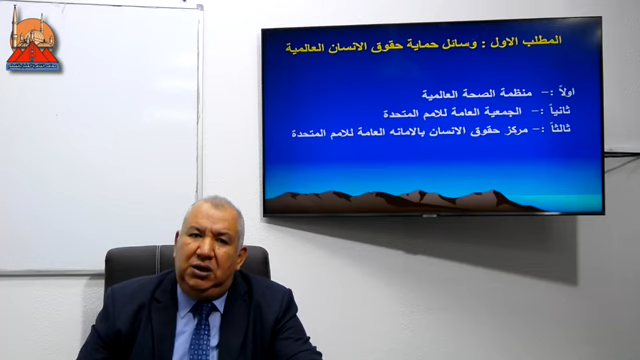 المطلب الاول : وسائل حماية حقوق الانسان العالمية
اولاً :- منظمة الصحة العالمية
ثانياً :- الجمعية العامة للامم المتحدة
ثالثاً :- مركز حقوق الانسان بالامانه العامة للامم المتحدة